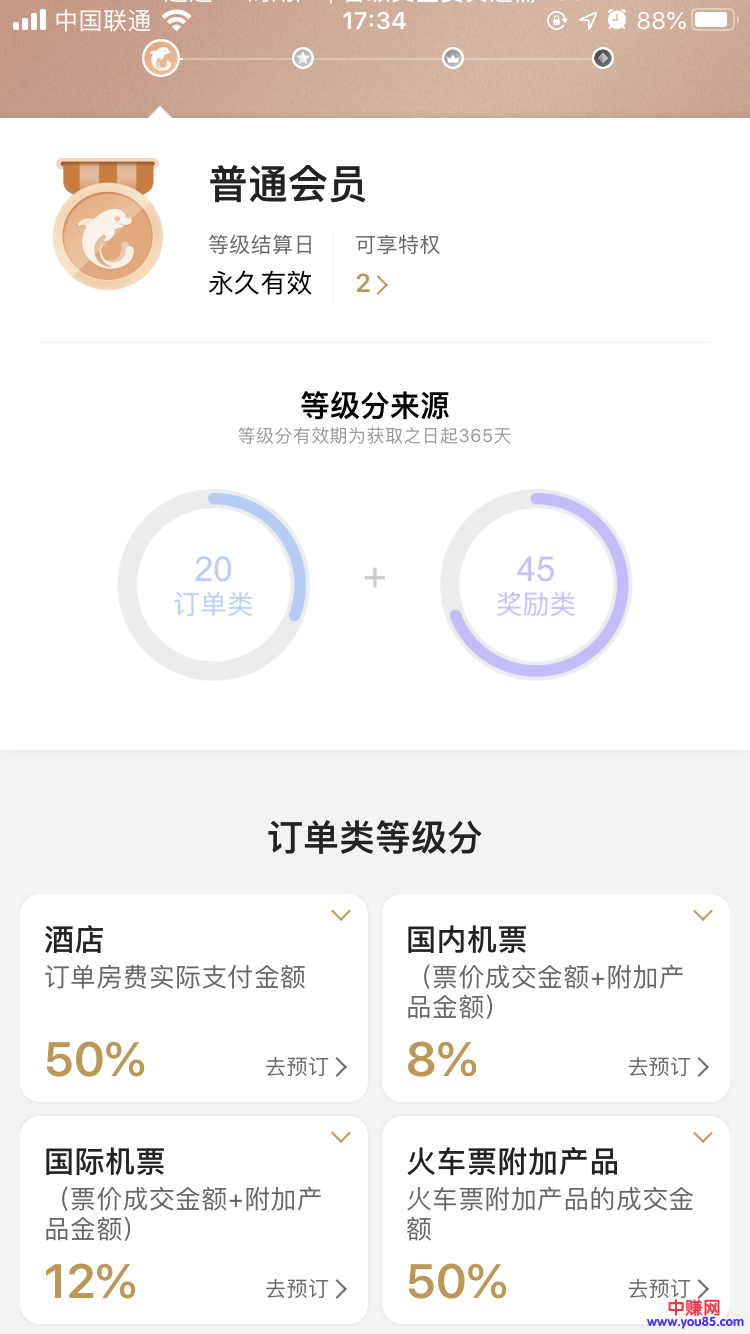 中国联通
17:34
88%
普通会员
等级结算日
可享特权
永久有效
2
等级分来源
等级分有效期为获取之日起365天
20
订单类
+
45
奖励类
订单类等级分
酒店
订单房费实际支付金额
50%
去预订
国内机票
（票价成交金额+附加产
品金额）
8%
去预订
国际机票
（票价成交金额+附加产
品金额）
12%
去预订
火车票附加产品
火车票附加产品的成交金
额
50%
去预订
中赚网
www.you85.com